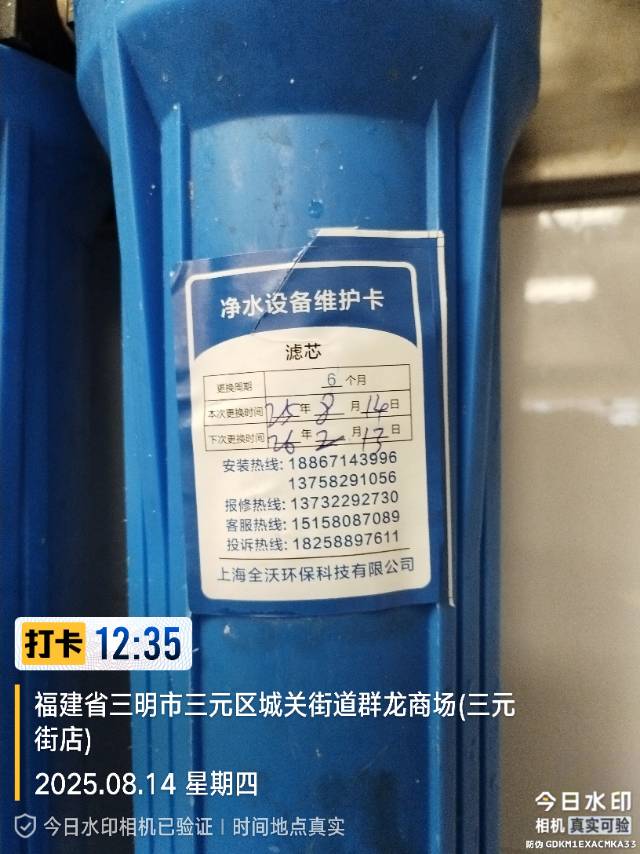 净水设备维护卡
滤芯
更换周期 6 个月
本次更换时间 25 年 8 月 14 日
下次更换时间 26 年 2 月 13 日
安装热线: 18867143996
13758291056
报修热线: 13732292730
客服热线: 15158087089
投诉热线: 18258897611
上海全沃环保科技有限公司
打卡 12:35
福建省三明市三元区城关街道群龙商场(三元
街店)
2025.08.14 星期四
今日水印相机已验证 | 时间地点真实
今日水印
相机 真实可验
防伪 GDKM1EXACMKA33